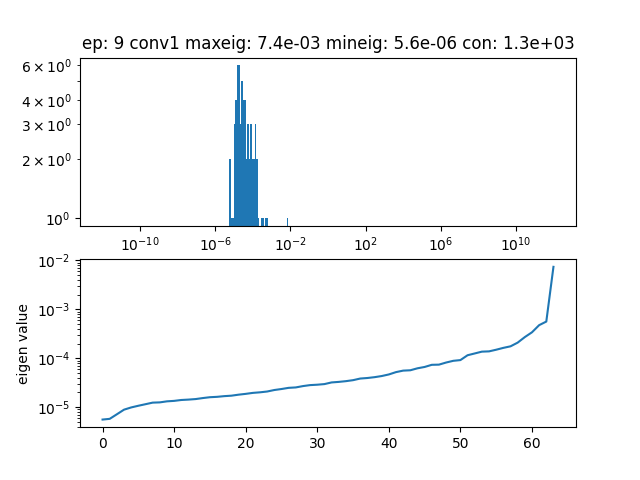 ep: 9 conv1 maxeig: 7.4e-03 mineig: 5.6e-06 con: 1.3e+03
6 × 10⁰
4 × 10⁰
3 × 10⁰
2 × 10⁰
10⁰
10⁻¹⁰ 10⁻⁶ 10⁻² 10² 10⁶ 10¹⁰
10⁻²
10⁻³
10⁻⁴
10⁻⁵
eigen value
0 10 20 30 40 50 60